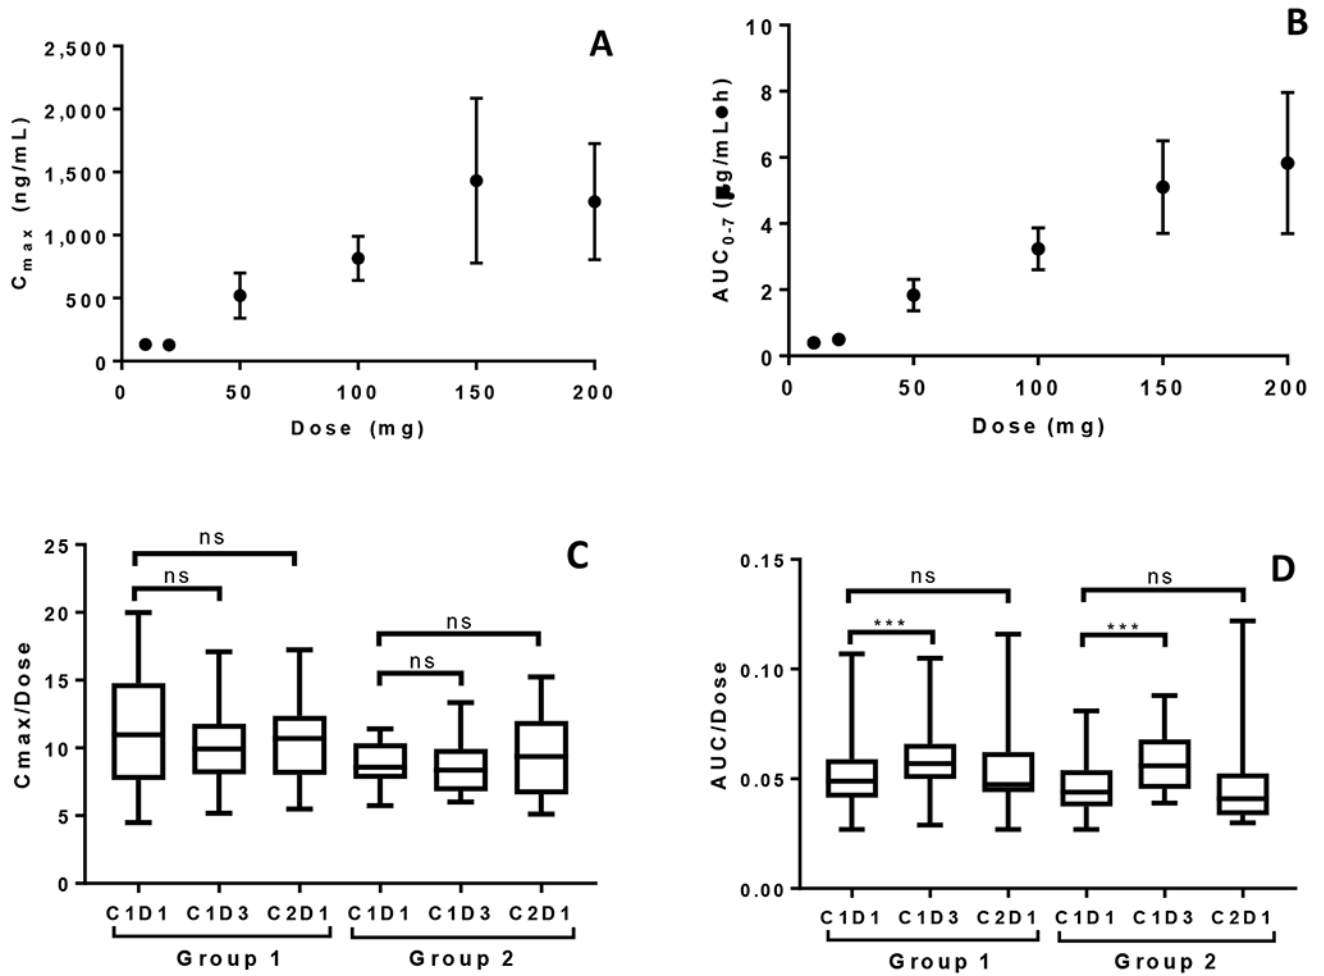 A
2,500
2,000
1,500
1,000
500
0
Cmax (ng/mL)
0 50 100 150 200
Dose (mg)
B
10
8
6
4
2
0
AUC0-7 ( g/mL h)
0 50 100 150 200
Dose (mg)
C
25
20
15
10
5
0
Cmax/Dose
ns
ns
ns
ns
C1D1 C1D3 C2D1 C1D1 C1D3 C2D1
Group 1 Group 2
D
0.15
0.10
0.05
0.00
AUC/Dose
ns
***
ns
***
C1D1 C1D3 C2D1 C1D1 C1D3 C2D1
Group 1 Group 2